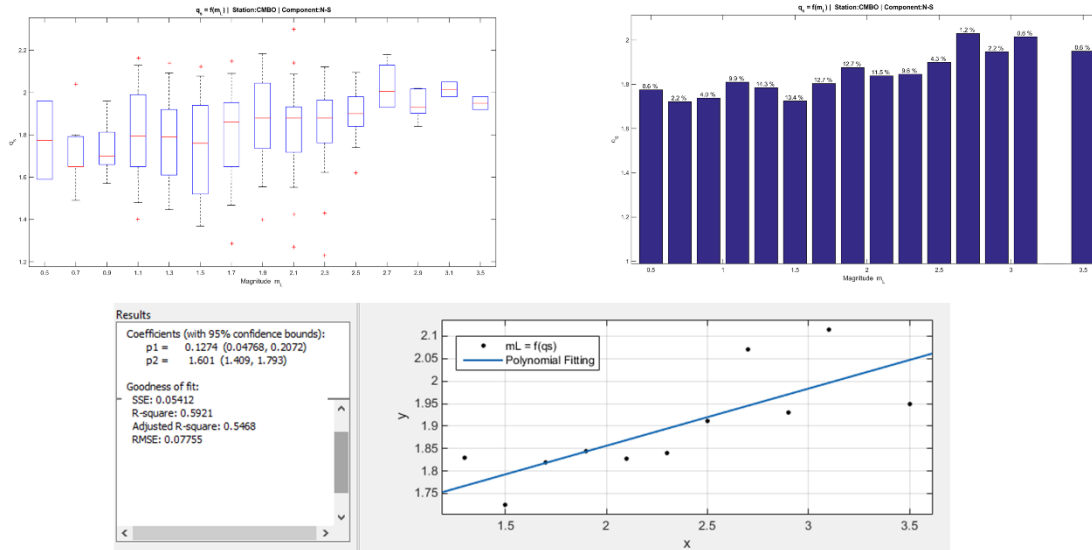 q_s = f(m_L) || Station:CMBO | Component:N-S
2.2
2
1.8
1.6
1.4
1.2
q_s
0.5 0.7 0.9 1.1 1.3 1.5 1.7 1.9 2.1 2.3 2.5 2.7 2.9 3.1 3.5
Magnitude m_L
q_s = f(m_L) || Station:CMBO | Component:N-S
2
1.8
1.6
1.4
1.2
1
8.6 % 2.2 % 4.0 % 9.9 % 14.3 % 13.4 % 12.7 % 12.7 % 11.5 % 9.6 % 4.3 % 1.2 % 2.2 % 0.6 % 0.6 %
0.5 1 1.5 2 2.5 3 3.5
Magnitude m_L
Results
Coefficients (with 95% confidence bounds):
p1 = 0.1274 (0.04768, 0.2072)
p2 = 1.601 (1.409, 1.793)
Goodness of fit:
SSE: 0.05412
R-square: 0.5921
Adjusted R-square: 0.5468
RMSE: 0.07755
mL = f(qs)
Polynomial Fitting
2.1
2.05
2
1.95
1.9
1.85
1.8
1.75
y
1.5 2 2.5 3 3.5
x